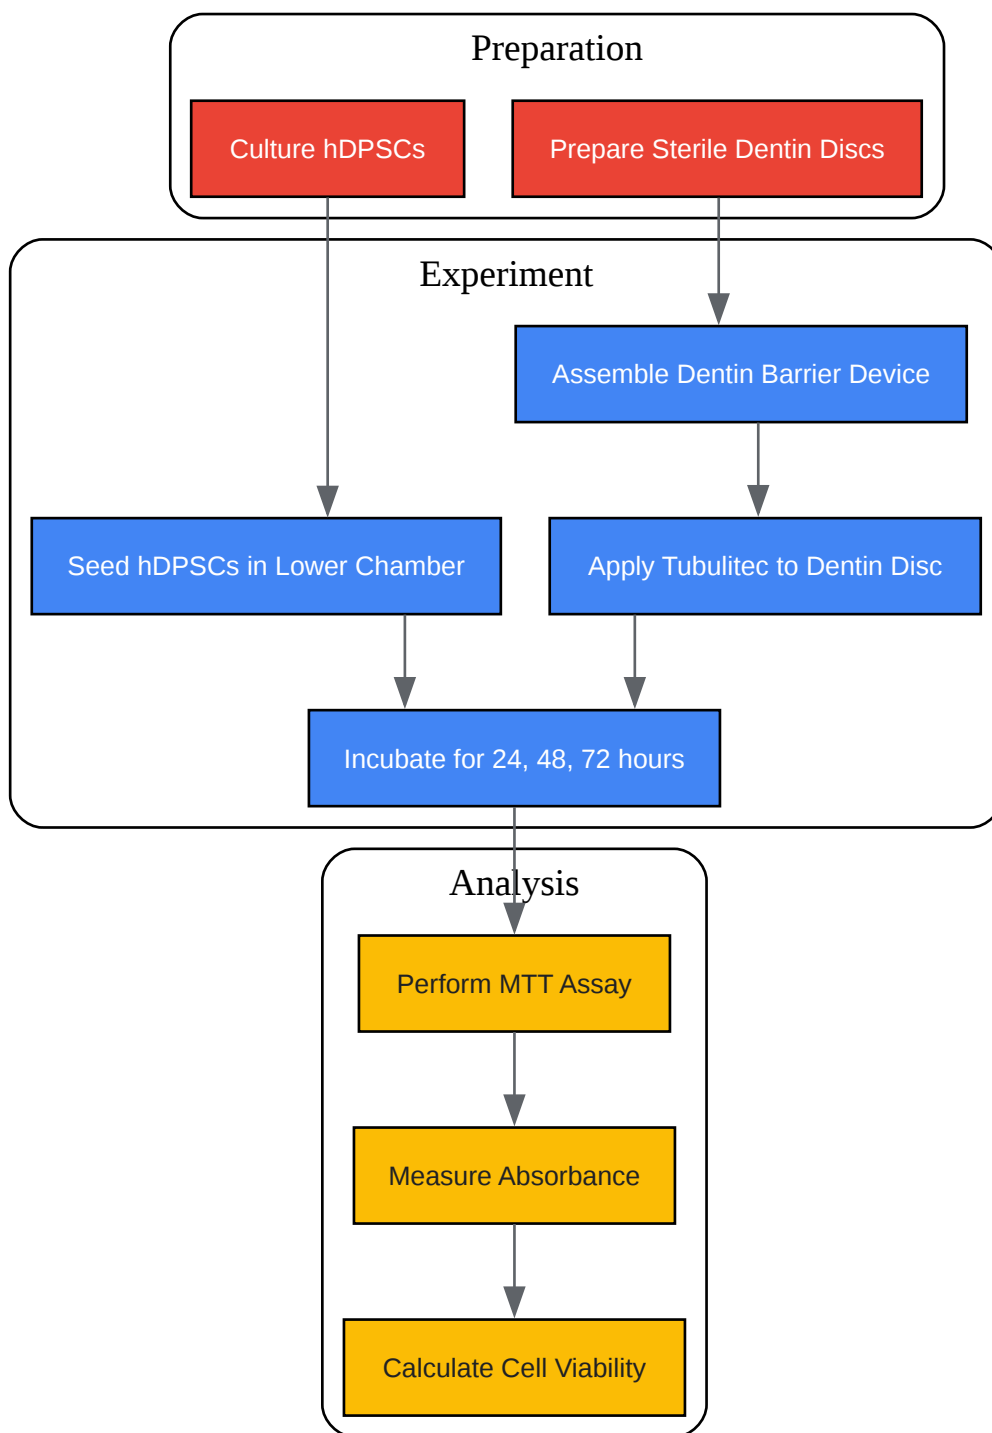 Preparation
Culture hDPSCs
Prepare Sterile Dentin Discs
Experiment
Assemble Dentin Barrier Device
Seed hDPSCs in Lower Chamber
Apply Tubulitec to Dentin Disc
Incubate for 24, 48, 72 hours
Analysis
Perform MTT Assay
Measure Absorbance
Calculate Cell Viability